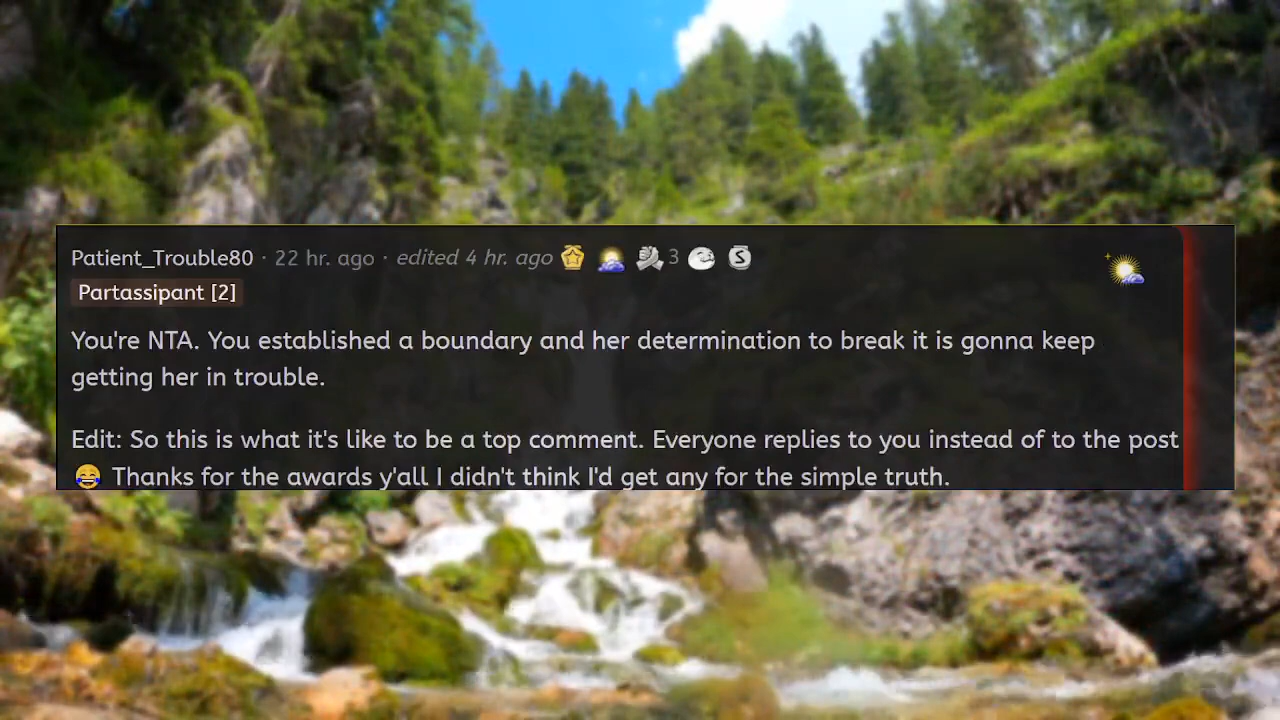 Patient_Trouble80 · 22 hr. ago · edited 4 hr. ago 3
Partassipant [2]
You're NTA. You established a boundary and her determination to break it is gonna keep
getting her in trouble.
Edit: So this is what it's like to be a top comment. Everyone replies to you instead of to the post
😂 Thanks for the awards y'all I didn't think I'd get any for the simple truth.